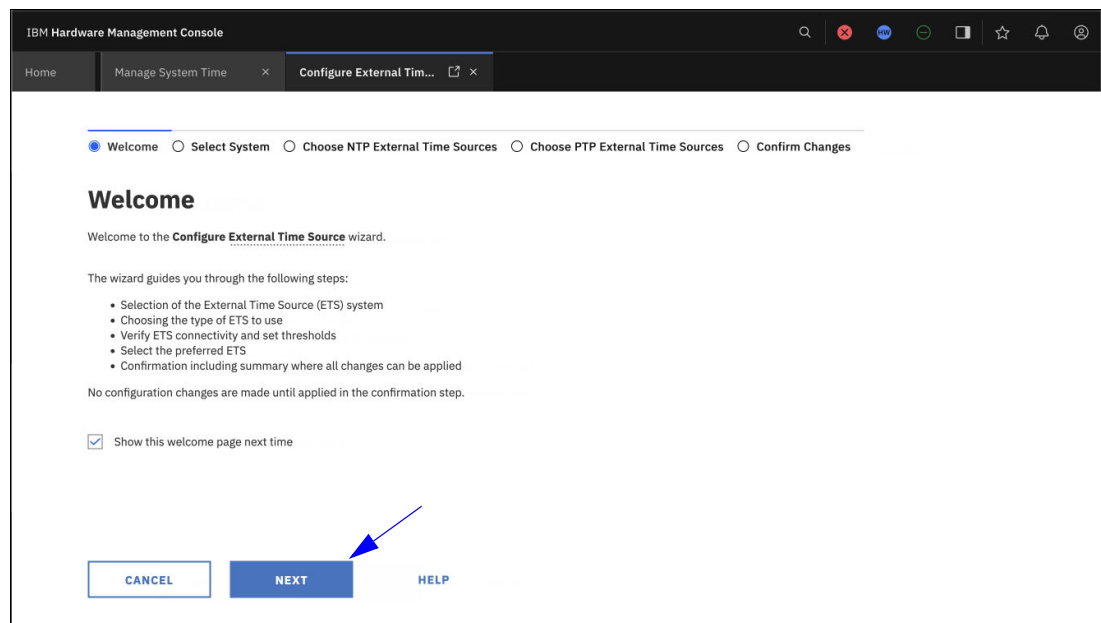 IBM Hardware Management Console
HW
Home
Manage System Time
Configure External Tim...
Welcome
Select System
Choose NTP External Time Sources
Choose PTP External Time Sources
Confirm Changes
Welcome
Welcome to the Configure External Time Source wizard.
The wizard guides you through the following steps:
• Selection of the External Time Source (ETS) system
• Choosing the type of ETS to use
• Verify ETS connectivity and set thresholds
• Select the preferred ETS
• Confirmation including summary where all changes can be applied
No configuration changes are made until applied in the confirmation step.
Show this welcome page next time
CANCEL
NEXT
HELP